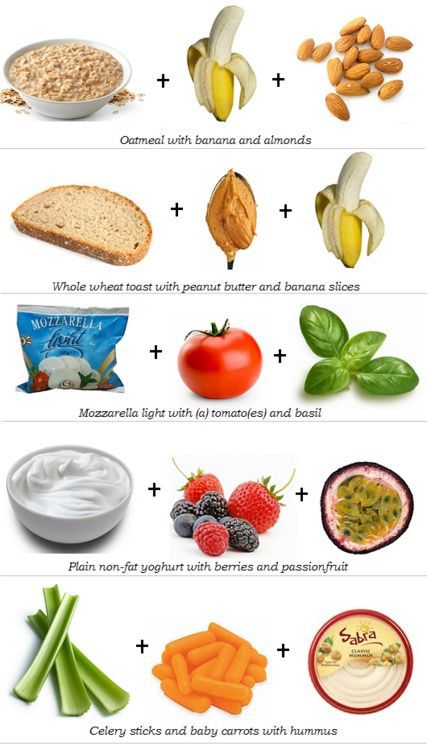 Oatmeal with banana and almonds
Whole wheat toast with peanut butter and banana slices
MOZZARELLA
light
Mozzarella light with (a) tomato(es) and basil
Plain non-fat yoghurt with berries and passionfruit
Sabra
CLASSIC
HUMMUS
Celery sticks and baby carrots with hummus